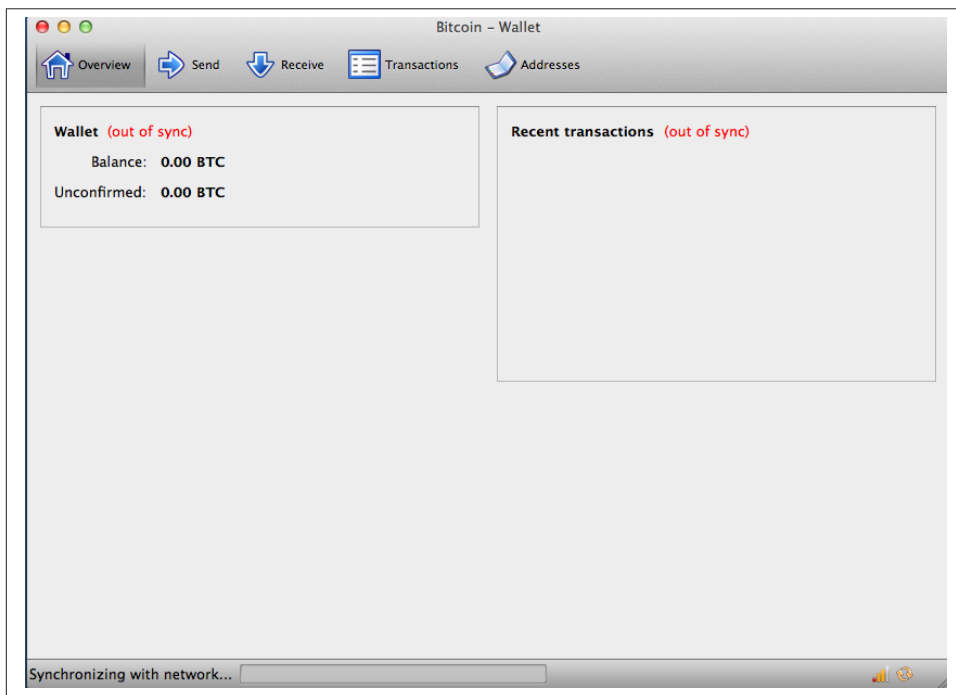 Bitcoin – Wallet
Overview Send Receive Transactions Addresses
Wallet (out of sync)
Balance: 0.00 BTC
Unconfirmed: 0.00 BTC
Recent transactions (out of sync)
Synchronizing with network...